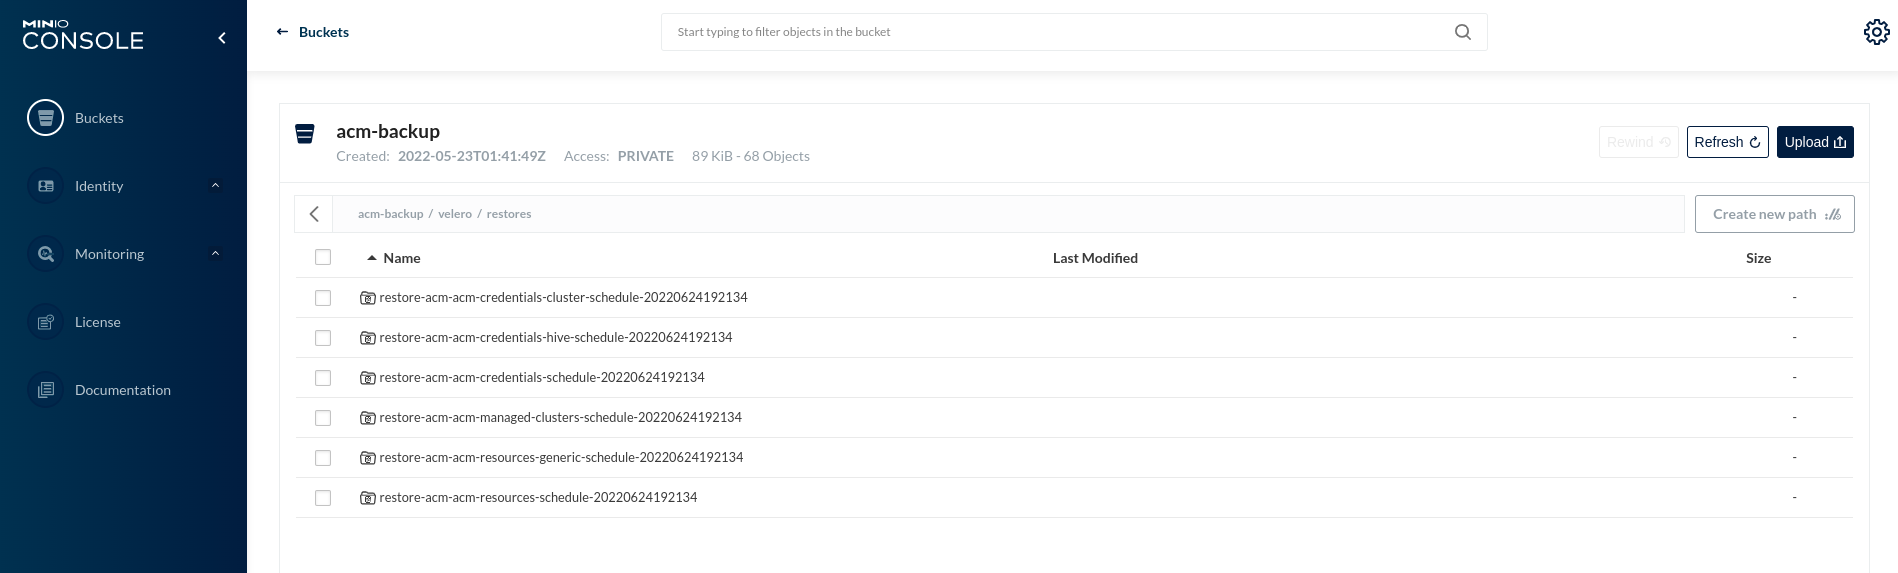 MINIO
CONSOLE
Buckets
Identity
Monitoring
License
Documentation
← Buckets
Start typing to filter objects in the bucket
acm-backup
Created: 2022-05-23T01:41:49Z Access: PRIVATE 89 KiB - 68 Objects
Rewind Refresh Upload
acm-backup / velero / restores
Create new path
Name Last Modified Size
restore-acm-acm-credentials-cluster-schedule-20220624192134 -
restore-acm-acm-credentials-hive-schedule-20220624192134 -
restore-acm-acm-credentials-schedule-20220624192134 -
restore-acm-acm-managed-clusters-schedule-20220624192134 -
restore-acm-acm-resources-generic-schedule-20220624192134 -
restore-acm-acm-resources-schedule-20220624192134 -